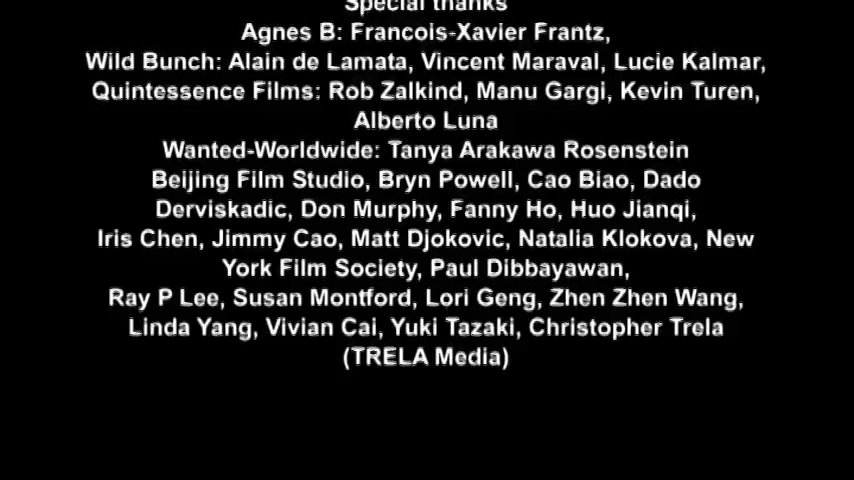 Special thanks
Agnes B: Francois-Xavier Frantz,
Wild Bunch: Alain de Lamata, Vincent Maraval, Lucie Kalmar,
Quintessence Films: Rob Zalkind, Manu Gargi, Kevin Turen,
Alberto Luna
Wanted-Worldwide: Tanya Arakawa Rosenstein
Beijing Film Studio, Bryn Powell, Cao Biao, Dado
Derviskadic, Don Murphy, Fanny Ho, Huo Jianqi,
Iris Chen, Jimmy Cao, Matt Djokovic, Natalia Klokova, New
York Film Society, Paul Dibbayawan,
Ray P Lee, Susan Montford, Lori Geng, Zhen Zhen Wang,
Linda Yang, Vivian Cai, Yuki Tazaki, Christopher Trela
(TRELA Media)